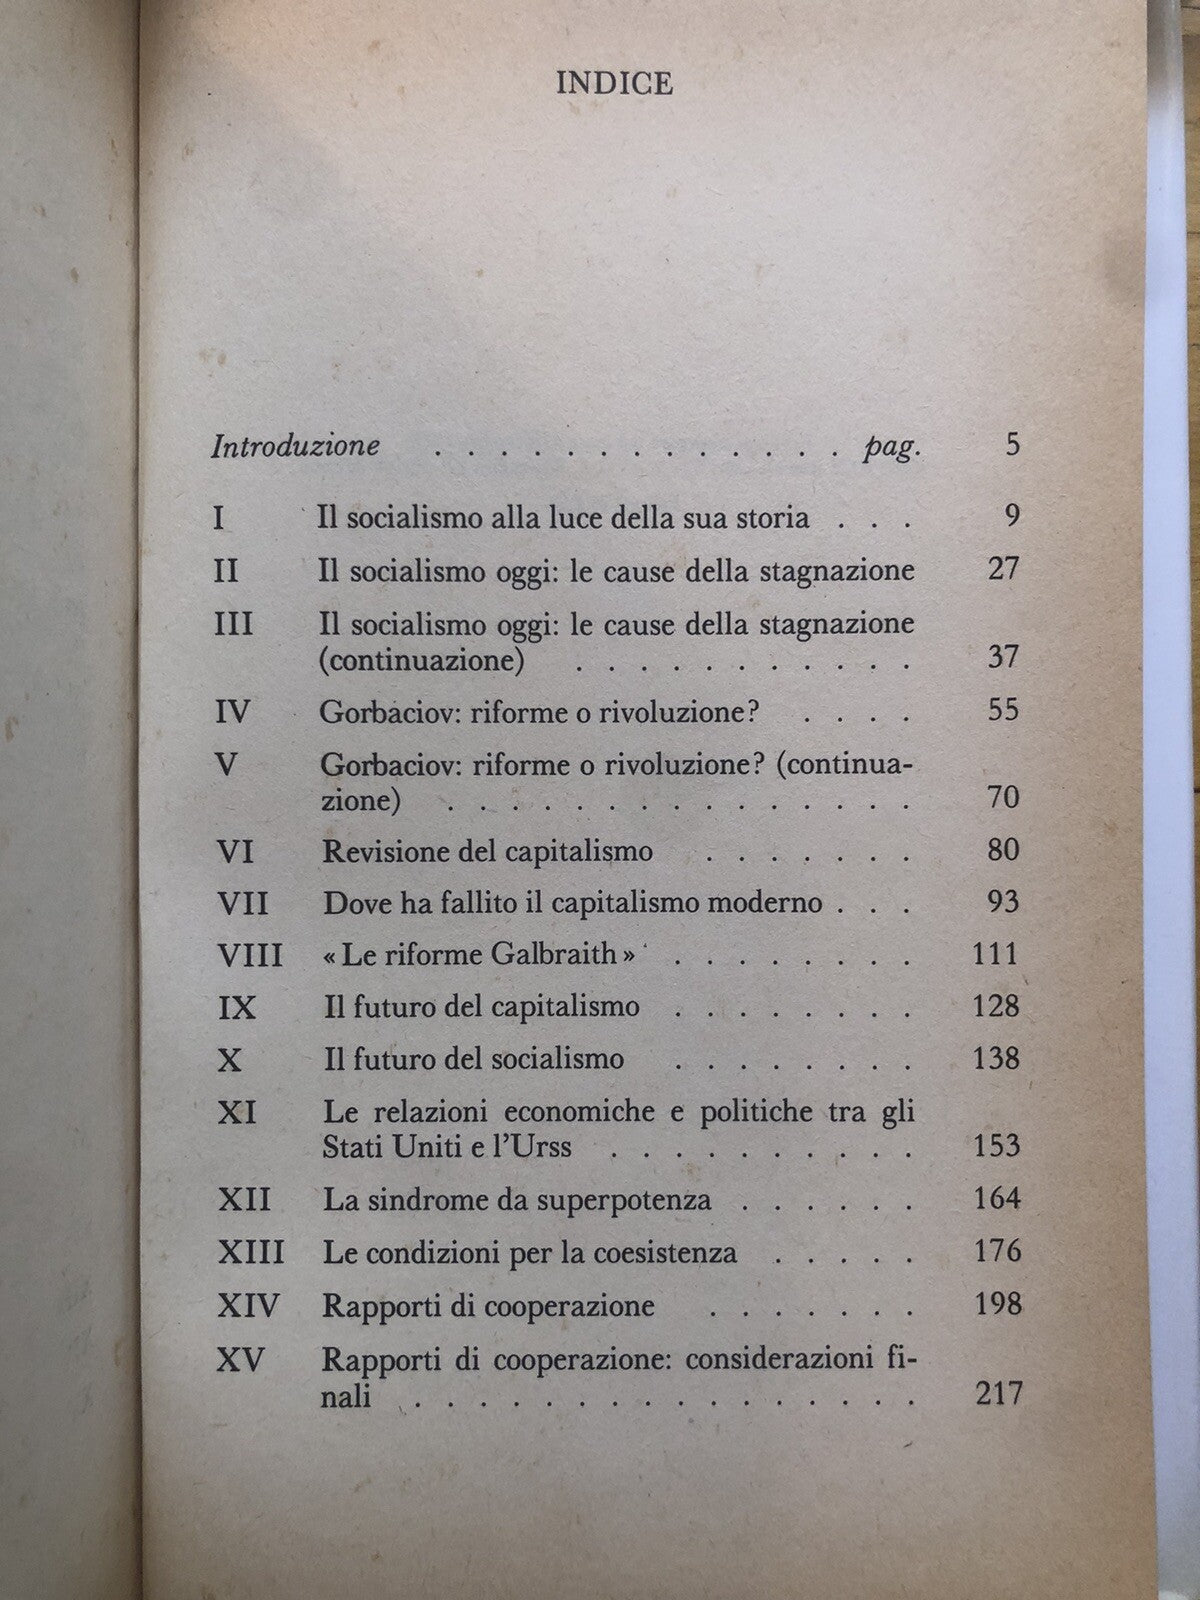 INDICE
Introduzione . . . . . . . . . . . . . pag. 5
I Il socialismo alla luce della sua storia . . . 9
II Il socialismo oggi: le cause della stagnazione 27
III Il socialismo oggi: le cause della stagnazione
(continuazione) . . . . . . . . . . . 37
IV Gorbaciov: riforme o rivoluzione? . . . . 55
V Gorbaciov: riforme o rivoluzione? (continua-
zione) . . . . . . . . . . . . . . . 70
VI Revisione del capitalismo . . . . . . . 80
VII Dove ha fallito il capitalismo moderno . . . 93
VIII « Le riforme Galbraith » . . . . . . . . 111
IX Il futuro del capitalismo . . . . . . . . 128
X Il futuro del socialismo . . . . . . . . 138
XI Le relazioni economiche e politiche tra gli
Stati Uniti e l'Urss . . . . . . . . . . 153
XII La sindrome da superpotenza . . . . . . 164
XIII Le condizioni per la coesistenza . . . . . 176
XIV Rapporti di cooperazione . . . . . . . 198
XV Rapporti di cooperazione: considerazioni fi-
nali . . . . . . . . . . . . . . . . 217